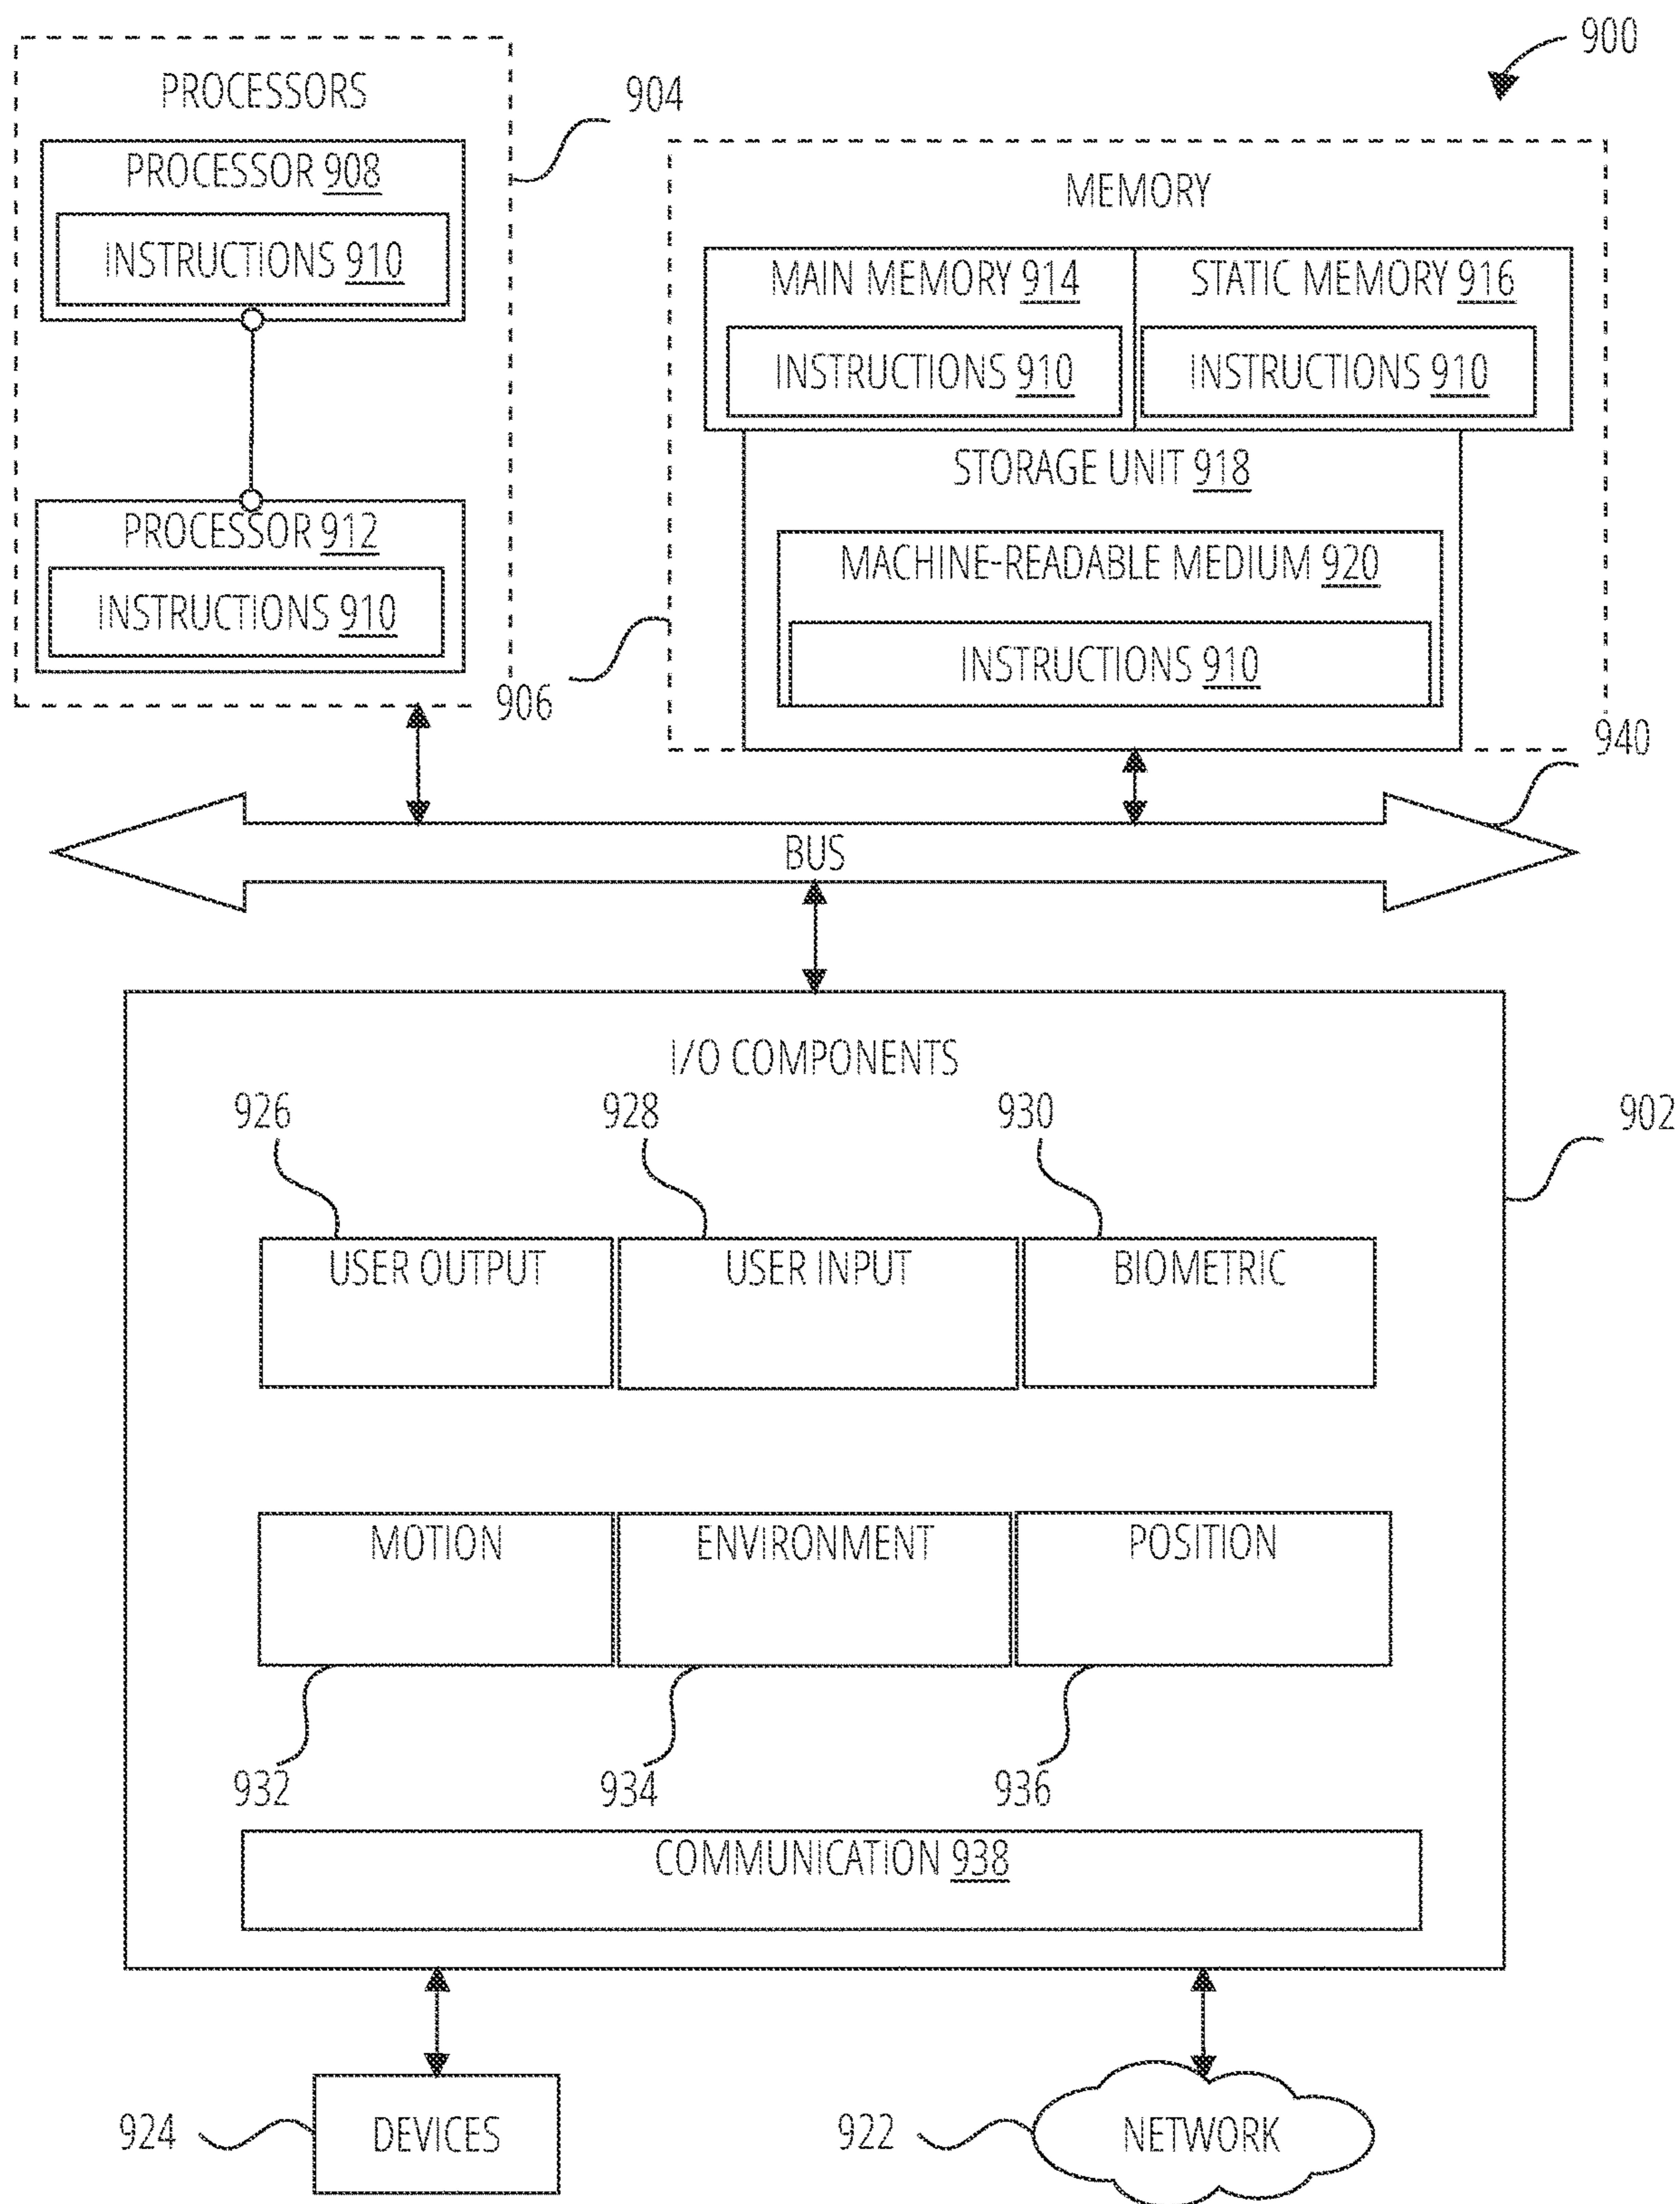 900
PROCESSORS
904
PROCESSOR 908
INSTRUCTIONS 910
PROCESSOR 912
INSTRUCTIONS 910
906
MEMORY
MAIN MEMORY 914
STATIC MEMORY 916
INSTRUCTIONS 910
INSTRUCTIONS 910
STORAGE UNIT 918
MACHINE-READABLE MEDIUM 920
INSTRUCTIONS 910
940
BUS
I/O COMPONENTS
902
926
928
930
USER OUTPUT
USER INPUT
BIOMETRIC
MOTION
ENVIRONMENT
POSITION
932
934
936
COMMUNICATION 938
924
DEVICES
922
NETWORK